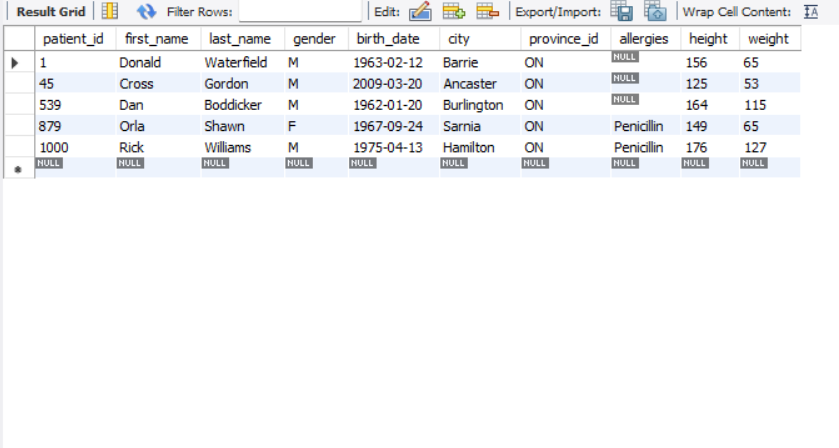 Result Grid Filter Rows: Edit: Export/Import: Wrap Cell Content: IA
patient_id first_name last_name gender birth_date city province_id allergies height weight
1 Donald Waterfield M 1963-02-12 Barrie ON NULL 156 65
45 Cross Gordon M 2009-03-20 Ancaster ON NULL 125 53
539 Dan Boddicker M 1962-01-20 Burlington ON NULL 164 115
879 Orla Shawn F 1967-09-24 Sarnia ON Penicillin 149 65
1000 Rick Williams M 1975-04-13 Hamilton ON Penicillin 176 127
NULL NULL NULL NULL NULL NULL NULL NULL NULL NULL